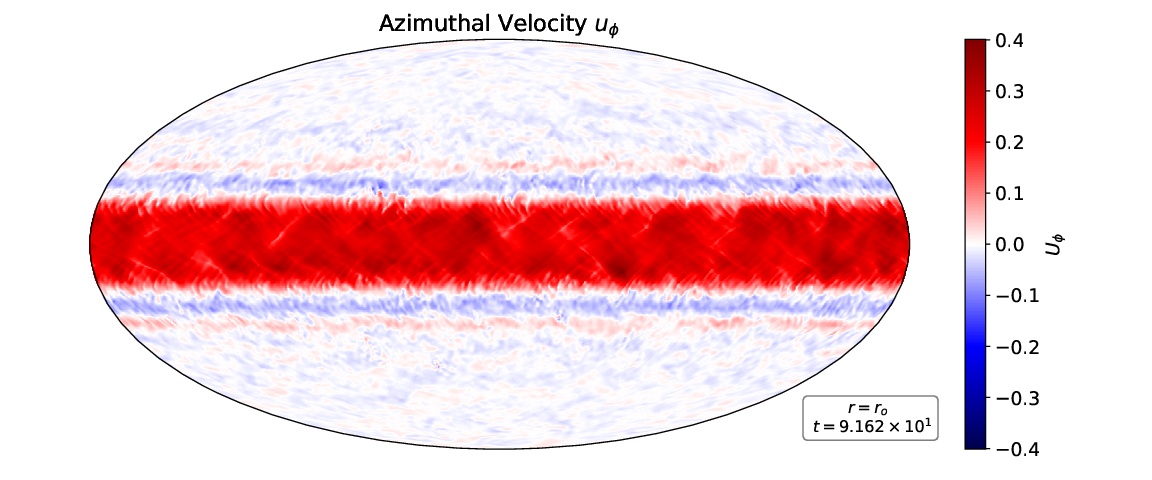 Azimuthal Velocity u_ϕ
0.4
0.3
0.2
0.1
0.0
−0.1
−0.2
−0.3
−0.4
U_ϕ
r = r_o
t = 9.162 × 10^1